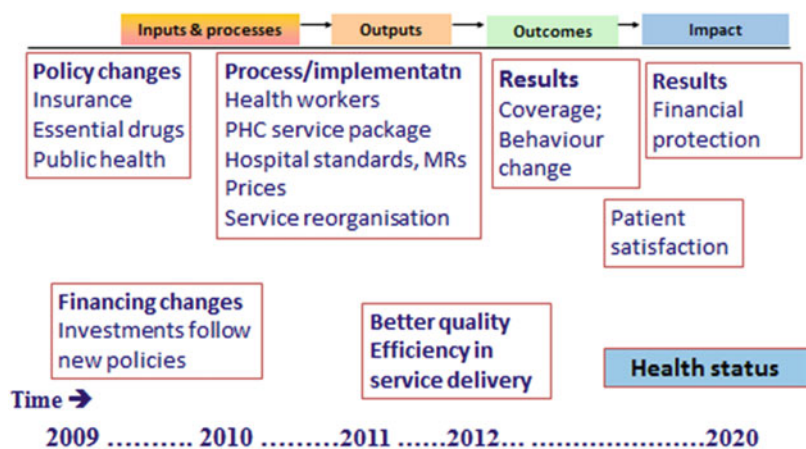 Inputs & processes
Outputs
Outcomes
Impact
Policy changes
Insurance
Essential drugs
Public health
Process/implementatn
Health workers
PHC service package
Hospital standards, MRs
Prices
Service reorganisation
Results
Coverage;
Behaviour
change
Results
Financial
protection
Patient
satisfaction
Financing changes
Investments follow
new policies
Better quality
Efficiency in
service delivery
Health status
Time →
2009 .......... 2010 .........2011 ......2012... ................... 2020